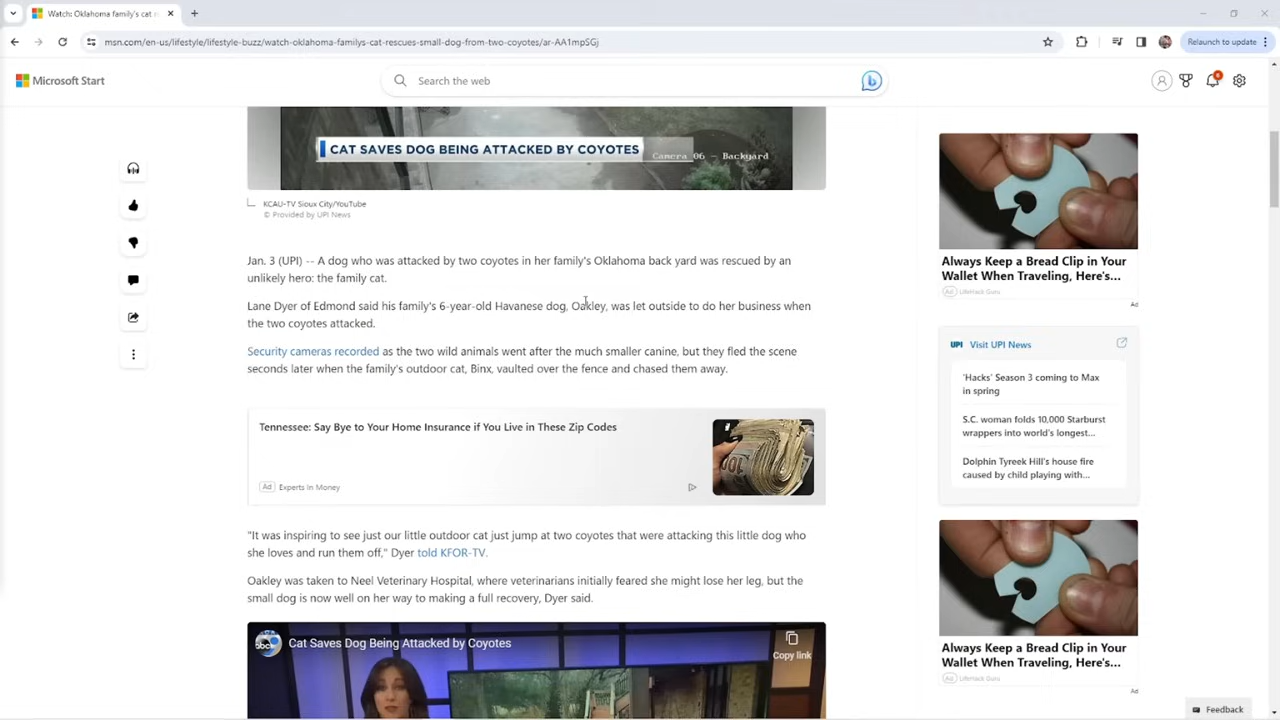 Watch: Oklahoma family's cat r
msn.com/en-us/lifestyle/lifestyle-buzz/watch-oklahoma-familys-cat-rescues-small-dog-from-two-coyotes/ar-AA1mpSGj
Relaunch to update
Microsoft Start
Search the web
8
CAT SAVES DOG BEING ATTACKED BY COYOTES
Camera 06 – Backyard
KCAU-TV Sioux City/YouTube
© Provided by UPI News
Jan. 3 (UPI) -- A dog who was attacked by two coyotes in her family's Oklahoma back yard was rescued by an
unlikely hero: the family cat.
Lane Dyer of Edmond said his family's 6-year-old Havanese dog, Oakley, was let outside to do her business when
the two coyotes attacked.
Security cameras recorded as the two wild animals went after the much smaller canine, but they fled the scene
seconds later when the family's outdoor cat, Binx, vaulted over the fence and chased them away.
Tennessee: Say Bye to Your Home Insurance if You Live in These Zip Codes
Ad Experts In Money
"It was inspiring to see just our little outdoor cat just jump at two coyotes that were attacking this little dog who
she loves and run them off," Dyer told KFOR-TV.
Oakley was taken to Neel Veterinary Hospital, where veterinarians initially feared she might lose her leg, but the
small dog is now well on her way to making a full recovery, Dyer said.
abc
Cat Saves Dog Being Attacked by Coyotes
Copy link
Always Keep a Bread Clip in Your
Wallet When Traveling, Here's...
Ad LifeHack Guru
Ad
UPI Visit UPI News
'Hacks' Season 3 coming to Max
in spring
S.C. woman folds 10,000 Starburst
wrappers into world's longest...
Dolphin Tyreek Hill's house fire
caused by child playing with...
Always Keep a Bread Clip in Your
Wallet When Traveling, Here's...
Ad LifeHack Guru
Ad
Feedback